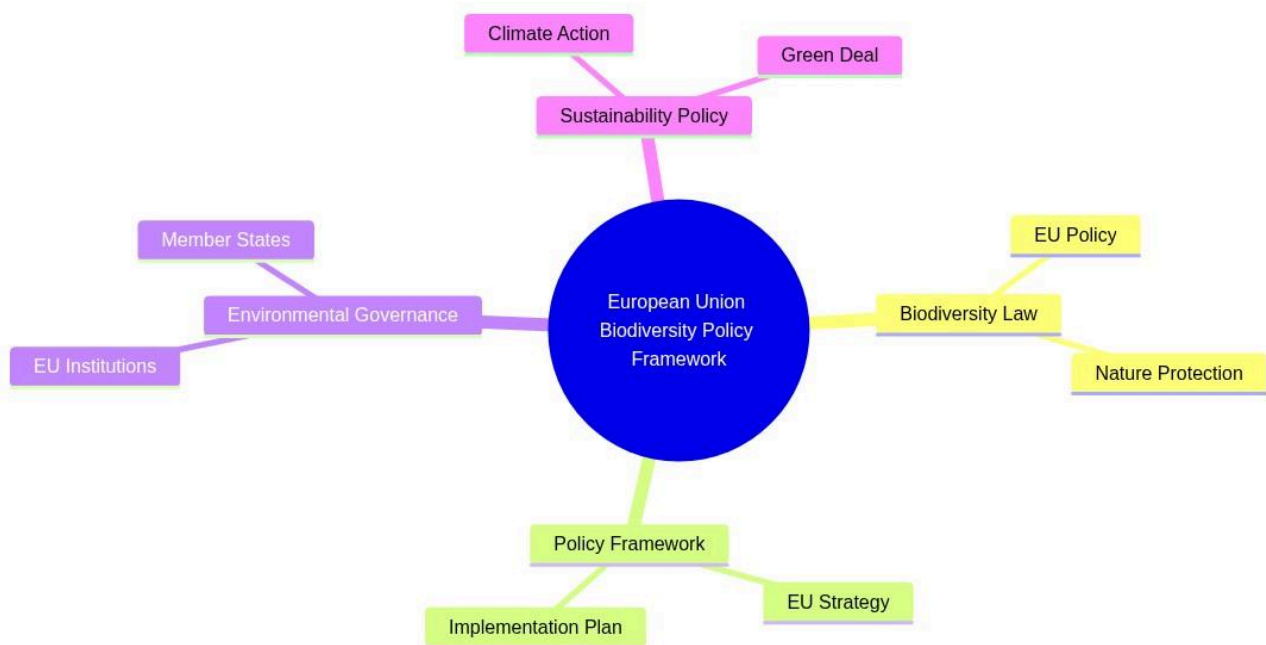 Climate Action
Green Deal
Sustainability Policy
Member States
EU Policy
European Union
Biodiversity Policy
Framework
Environmental Governance
Biodiversity Law
EU Institutions
Nature Protection
Policy Framework
EU Strategy
Implementation Plan